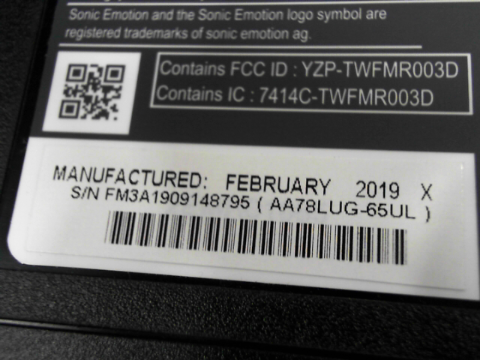 Sonic Emotion and the Sonic Emotion logo symbol are
registered trademarks of sonic emotion ag.
Contains FCC ID : YZP-TWFMR003D
Contains IC : 7414C-TWFMR003D
MANUFACTURED: FEBRUARY 2019 X
S/N FM3A1909148795 ( AA78LUG-65UL )